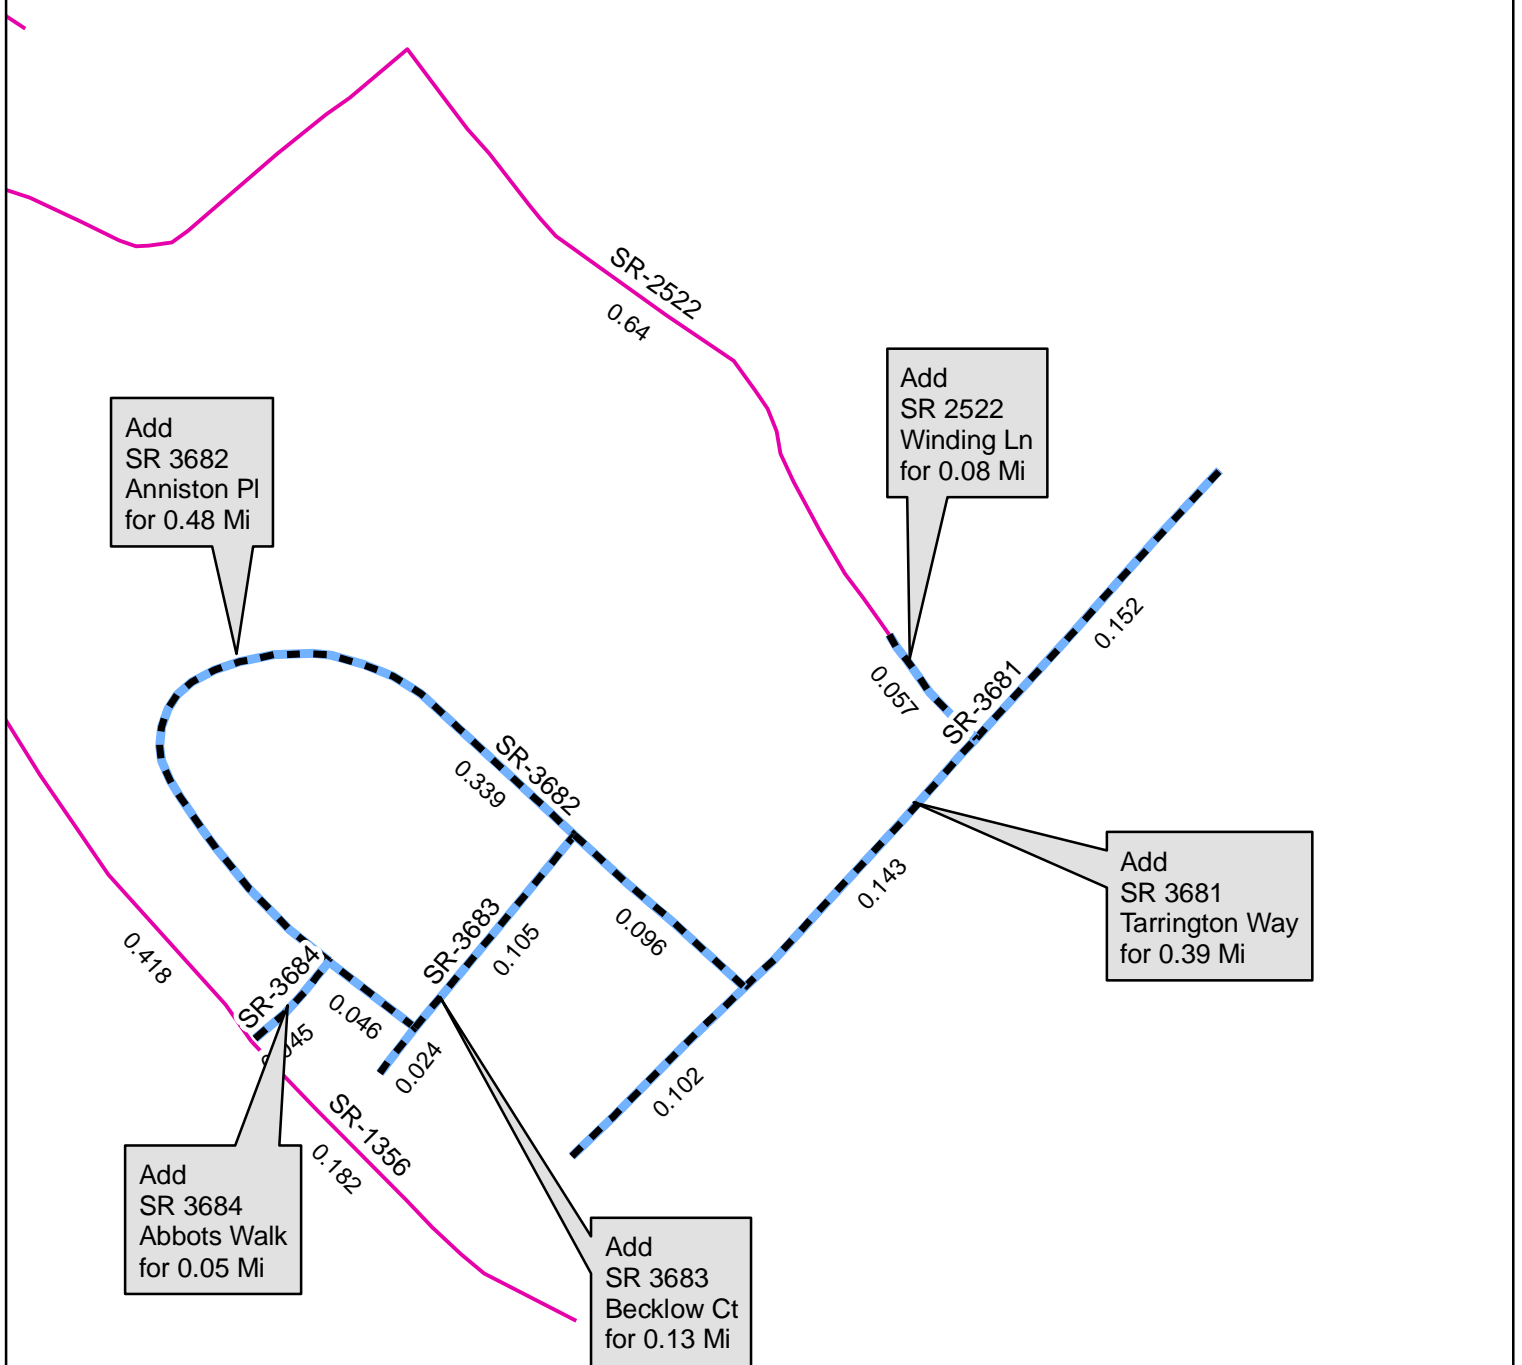 SR-2522
0.64
Add
SR 2522
Winding Ln
for 0.08 Mi
Add
SR 3682
Anniston Pl
for 0.48 Mi
0.152
0.057
SR-3681
SR-3682
0.339
Add
SR 3681
Tarrington Way
for 0.39 Mi
0.143
0.096
SR-3683
0.105
0.418
SR-3684
0.046
0.024
0.102
SR-1356
0.182
Add
SR 3684
Abbots Walk
for 0.05 Mi
Add
SR 3683
Becklow Ct
for 0.13 Mi